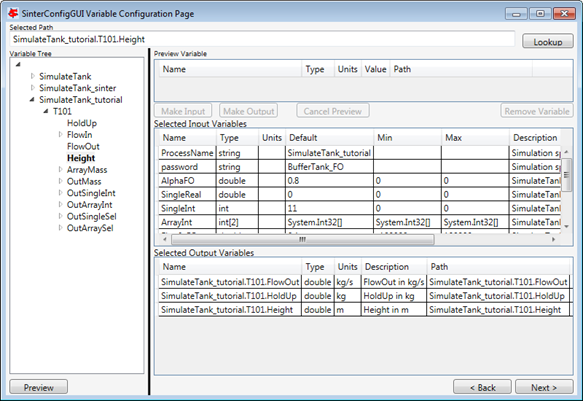 SinterConfigGUI Variable Configuration Page
Selected Path
SimulateTank_tutorial.T101.Height
Lookup
Variable Tree
SimulateTank
SimulateTank_sinter
SimulateTank_tutorial
T101
HoldUp
FlowIn
FlowOut
Height
ArrayMass
OutMass
OutSingleInt
OutArrayInt
OutSingleSel
OutArraySel
Preview
Preview Variable
Name Type Units Value Path
Make Input Make Output Cancel Preview Remove Variable
Selected Input Variables
Name Type Units Default Min Max Description
ProcessName string SimulateTank_tutorial Simulation sp
password string BufferTank_FO Simulation sp
AlphaFO double 0.8 0 0 SimulateTank
SingleReal double 0 0 0 SimulateTank
SingleInt int 11 0 0 SimulateTank
ArrayInt int[2] System.Int32[] System.Int32[] System.Int32[] SimulateTank
Selected Output Variables
Name Type Units Description Path
SimulateTank_tutorial.T101.FlowOut double kg/s FlowOut in kg/s SimulateTank_tutorial.T101.FlowOut
SimulateTank_tutorial.T101.HoldUp double kg HoldUp in kg SimulateTank_tutorial.T101.HoldUp
SimulateTank_tutorial.T101.Height double m Height in m SimulateTank_tutorial.T101.Height
< Back Next >